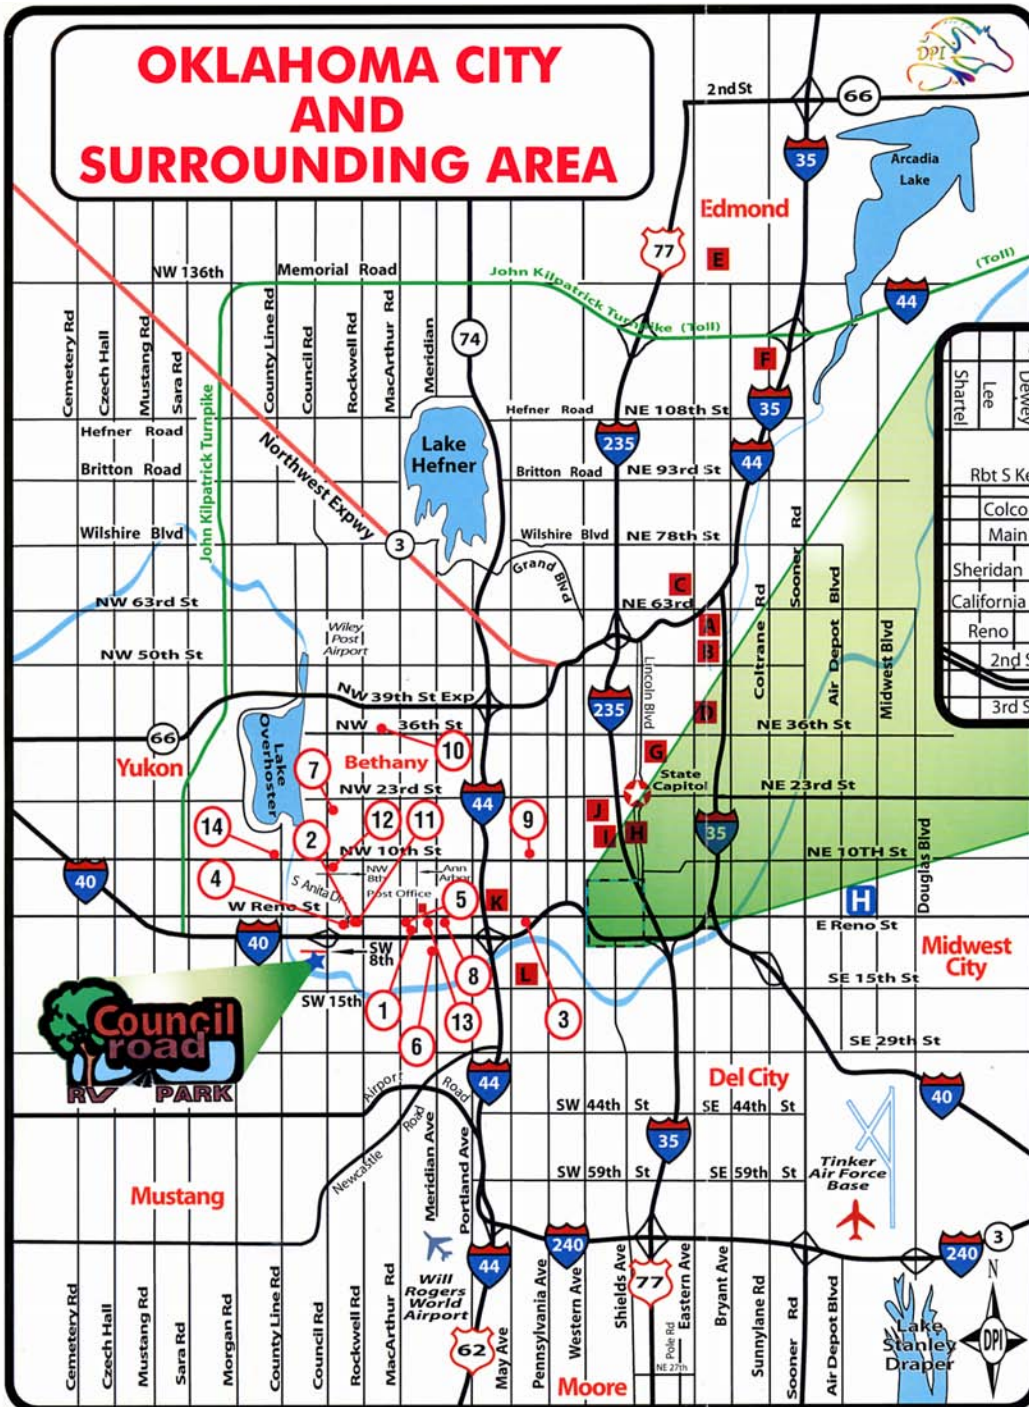 OKLAHOMA CITY
AND
SURROUNDING AREA
DPI
2nd St
66
35
Arcadia
Lake
Edmond
77
E
NW 136th
Memorial Road
John Kilpatrick Turnpike (Toll)
(Toll)
44
Cemetery Rd
Czech Hall
Mustang Rd
Sara Rd
County Line Rd
Council Rd
Rockwell Rd
MacArthur Rd
Meridian
74
F
35
Shartel
Lee
Dewey
Hefner Road
Hefner Road
NE 108th St
Lake
Hefner
235
44
Britton Road
Britton Road
NE 93rd St
John Kilpatrick Turnpike
Northwest Expwy
3
Rbt S Ke
Colco
Main
Sheridan
California
Reno
2nd S
3rd S
Wilshire Blvd
Wilshire Blvd
NE 78th St
Grand Blvd
Sooner Rd
Coltrane Rd
Air Depot Blvd
Midwest Blvd
C
NW 63rd St
NE 63rd
A
Wiley
Post
Airport
B
NW 50th St
Lincoln Blvd
NW 39th St Exp
235
D
66
Yukon
Lake
Overhoster
NW 36th St
NE 36th St
10
Bethany
G
State
Capitol
7
NW 23rd St
NE 23rd St
44
J
I
H
35
14
2
12
11
9
NW 10th St
NE 10TH ST
4
S Anita Dr
NW
8th
Ann
Arbor
Post Office
40
W Reno St
5
K
H
Douglas Blvd
E Reno St
40
SW
8th
Midwest
City
SW 15th
L
SE 15th St
1
6
8
13
3
Council
road
RV PARK
SE 29th St
44
Del City
40
Airport Road
SW 44th St
SE 44th St
Newcastle Road
Meridian Ave
Portland Ave
35
Tinker
Air Force
Base
SW 59th St
SE 59th St
Mustang
240
240
3
44
Will
Rogers
World
Airport
77
62
N
DPI
Lake
Stanley
Draper
Cemetery Rd
Czech Hall
Mustang Rd
Sara Rd
Morgan Rd
County Line Rd
Council Rd
Rockwell Rd
MacArthur Rd
May Ave
Pennsylvania Ave
Western Ave
Shields Ave
Pole Rd
NE 27th
Eastern Ave
Bryant Ave
Sunnylane Rd
Sooner Rd
Air Depot Blvd
Moore